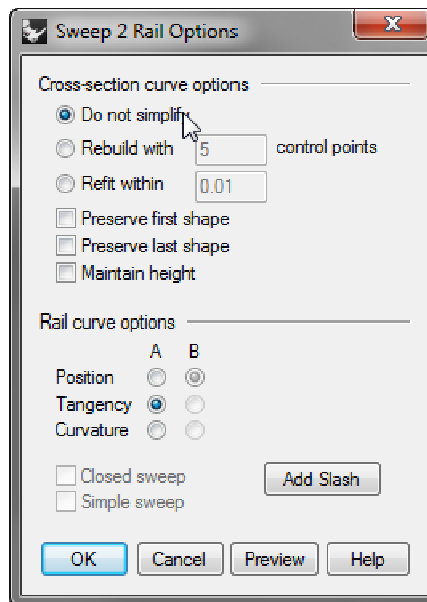 Sweep 2 Rail Options
Cross-section curve options
Do not simplify
Rebuild with 5 control points
Refit within 0.01
Preserve first shape
Preserve last shape
Maintain height
Rail curve options
A B
Position
Tangency
Curvature
Closed sweep
Add Slash
Simple sweep
OK Cancel Preview Help